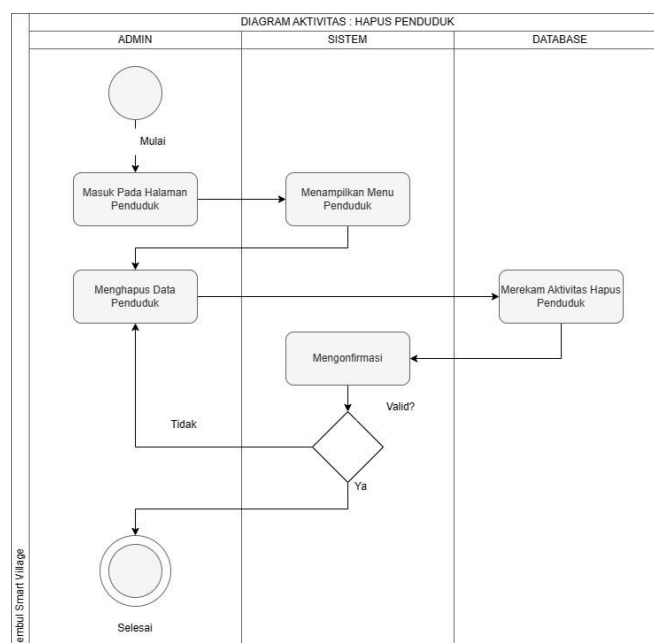 DIAGRAM AKTIVITAS : HAPUS PENDUDUK
ADMIN
SISTEM
DATABASE
Mulai
Masuk Pada Halaman
Penduduk
Menampilkan Menu
Penduduk
Menghapus Data
Penduduk
Merekam Aktivitas Hapus
Penduduk
Mengonfirmasi
Valid?
Tidak
Ya
Selesai
Smart Village